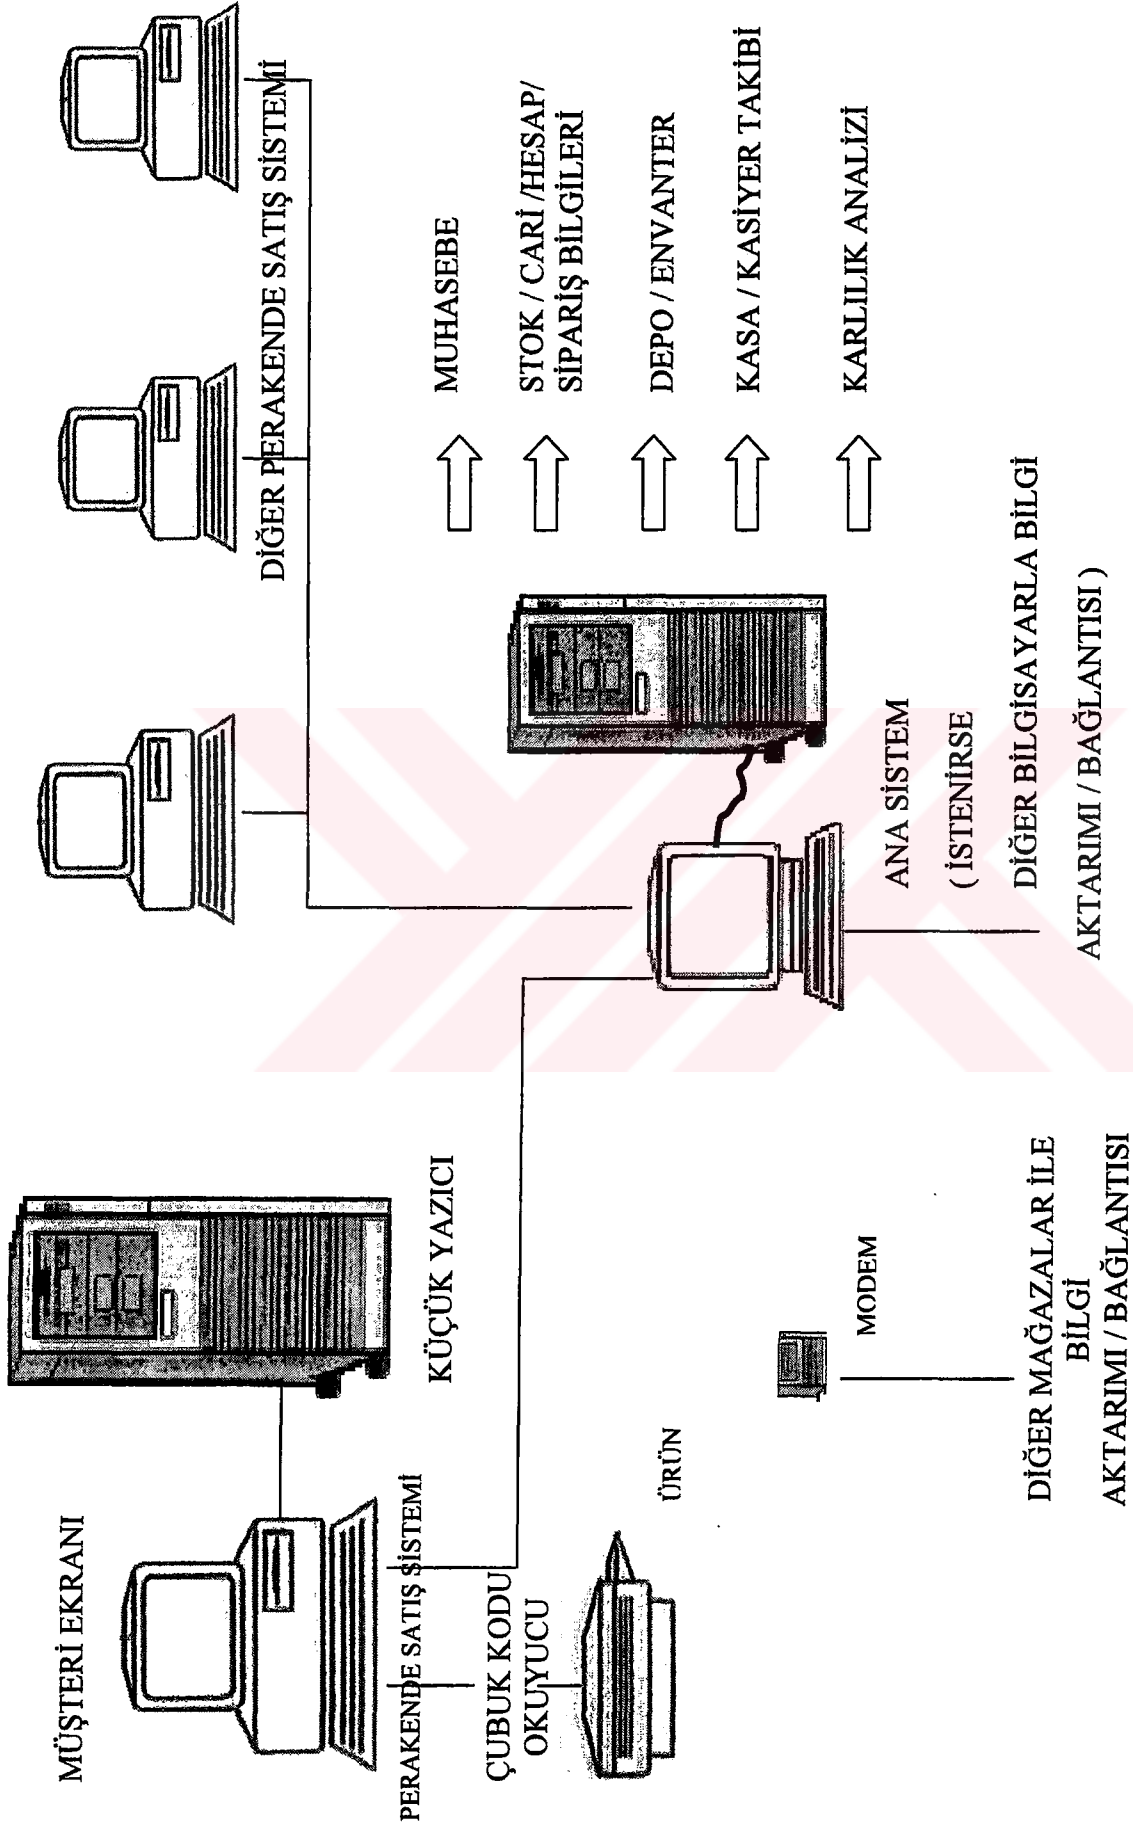 MÜŞTERİ EKRANI
KÜÇÜK YAZICI
PERAKENDE SATIŞ SİSTEMİ
ÇUBUK KODU
OKUYUCU
ÜRÜN
MODEM
DİĞER MAĞAZALAR İLE
BİLGİ
AKTARIMI / BAĞLANTISI
DİĞER PERAKENDE SATIŞ SİSTEMİ
MUHASEBE
STOK / CARİ /HESAP/
SİPARİŞ BİLGİLERİ
DEPO / ENVANTER
KASA / KASİYER TAKİBİ
KARLILIK ANALİZİ
ANA SİSTEM
( İSTENİRSE
DİĞER BİLGİSAYARLA BİLGİ
AKTARIMI / BAĞLANTISI )